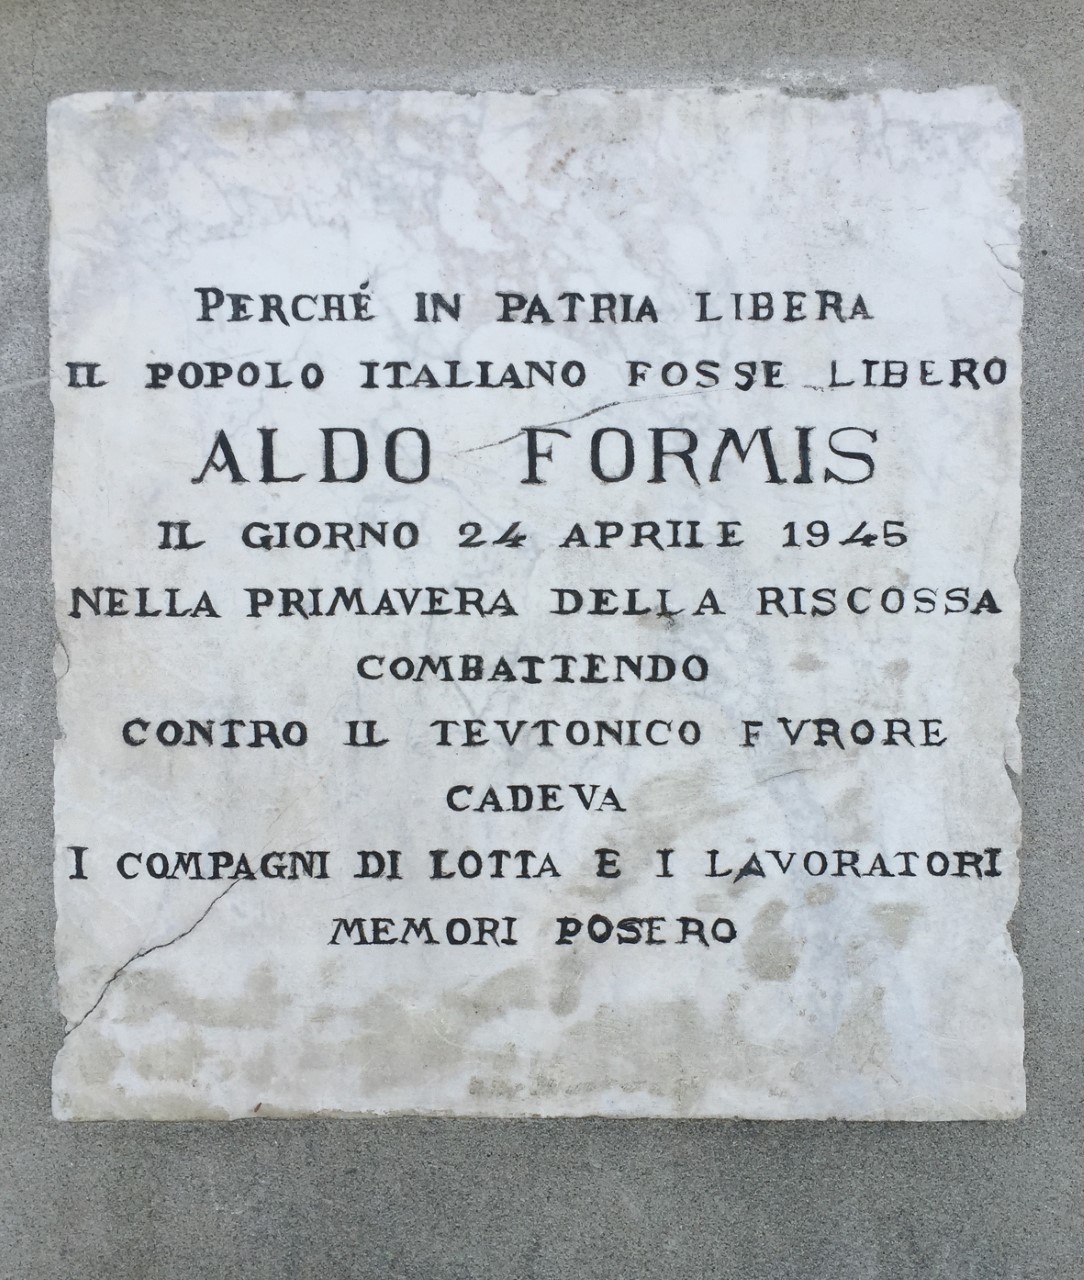 PERCHÉ IN PATRIA LIBERA
IL POPOLO ITALIANO FOSSE LIBERO
ALDO FORMIS
IL GIORNO 24 APRILE 1945
NELLA PRIMAVERA DELLA RISCOSSA
COMBATTENDO
CONTRO IL TEVTONICO FVRORE
CADEVA
I COMPAGNI DI LOTTA E I LAVORATORI
MEMORI POSERO